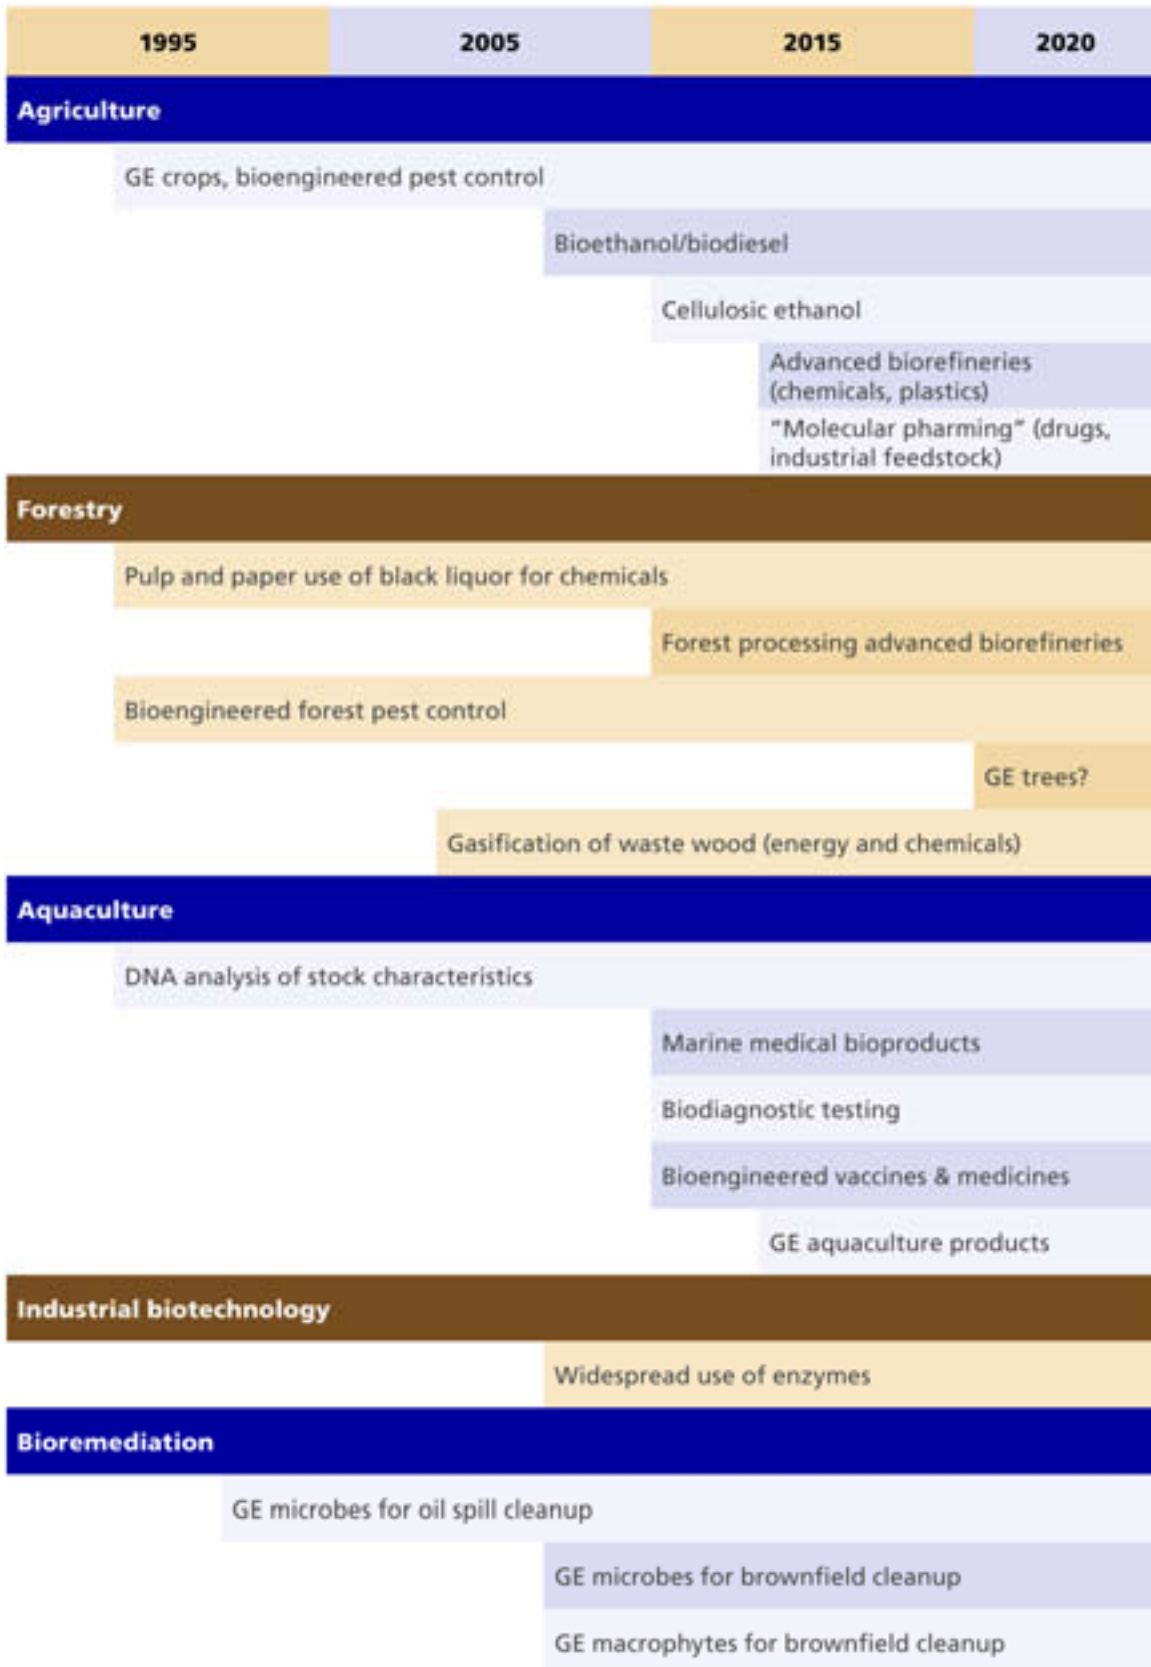 1995 2005 2015 2020
Agriculture
GE crops, bioengineered pest control
Bioethanol/biodiesel
Cellulosic ethanol
Advanced biorefineries
(chemicals, plastics)
“Molecular pharming” (drugs,
industrial feedstock)
Forestry
Pulp and paper use of black liquor for chemicals
Forest processing advanced biorefineries
Bioengineered forest pest control
GE trees?
Gasification of waste wood (energy and chemicals)
Aquaculture
DNA analysis of stock characteristics
Marine medical bioproducts
Biodiagnostic testing
Bioengineered vaccines & medicines
GE aquaculture products
Industrial biotechnology
Widespread use of enzymes
Bioremediation
GE microbes for oil spill cleanup
GE microbes for brownfield cleanup
GE macrophytes for brownfield cleanup